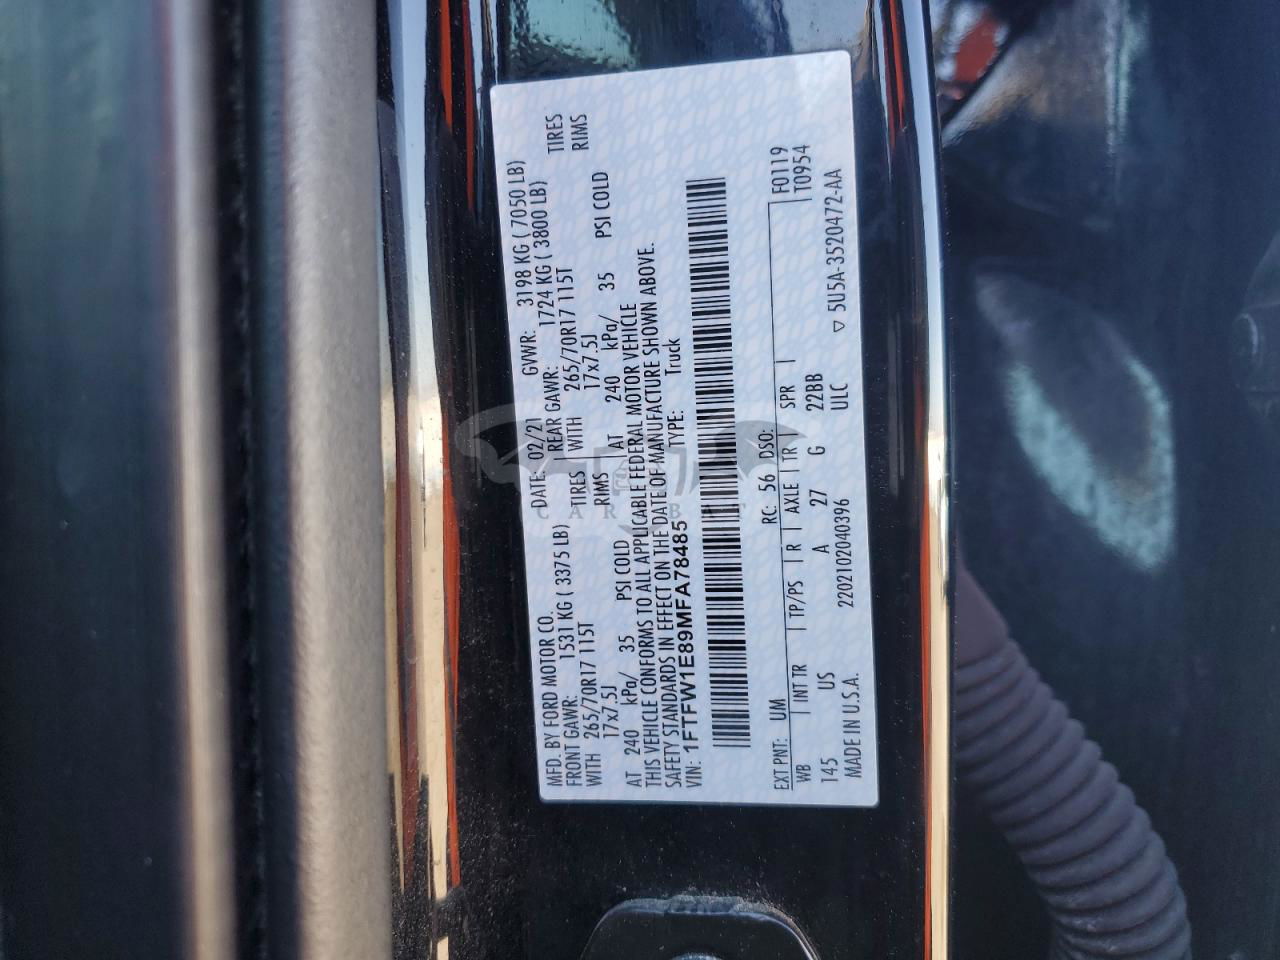 MFD. BY FORD MOTOR CO.
DATE: 02/21 GVWR: 3198 KG ( 7050 LB)
FRONT GAWR: 1531 KG ( 3375 LB) REAR GAWR: 1724 KG ( 3800 LB)
WITH 265/70R17 115T TIRES WITH 265/70R17 115T TIRES
17x7.5J RIMS 17x7.5J RIMS
AT 240 kPa/ 35 PSI COLD AT 240 kPa/ 35 PSI COLD
THIS VEHICLE CONFORMS TO ALL APPLICABLE FEDERAL MOTOR VEHICLE
SAFETY STANDARDS IN EFFECT ON THE DATE OF MANUFACTURE SHOWN ABOVE.
VIN: 1FTFW1E89MFA78485 TYPE: Truck
EXT PNT: UM RC: 56 DSO: F0119
WB INT TR TP/PS R AXLE TR SPR T0954
145 US A 27 G 22BB
MADE IN U.S.A. 2202102040396 ULC ▽ 5U5A-3520472-AA
CAR BAT